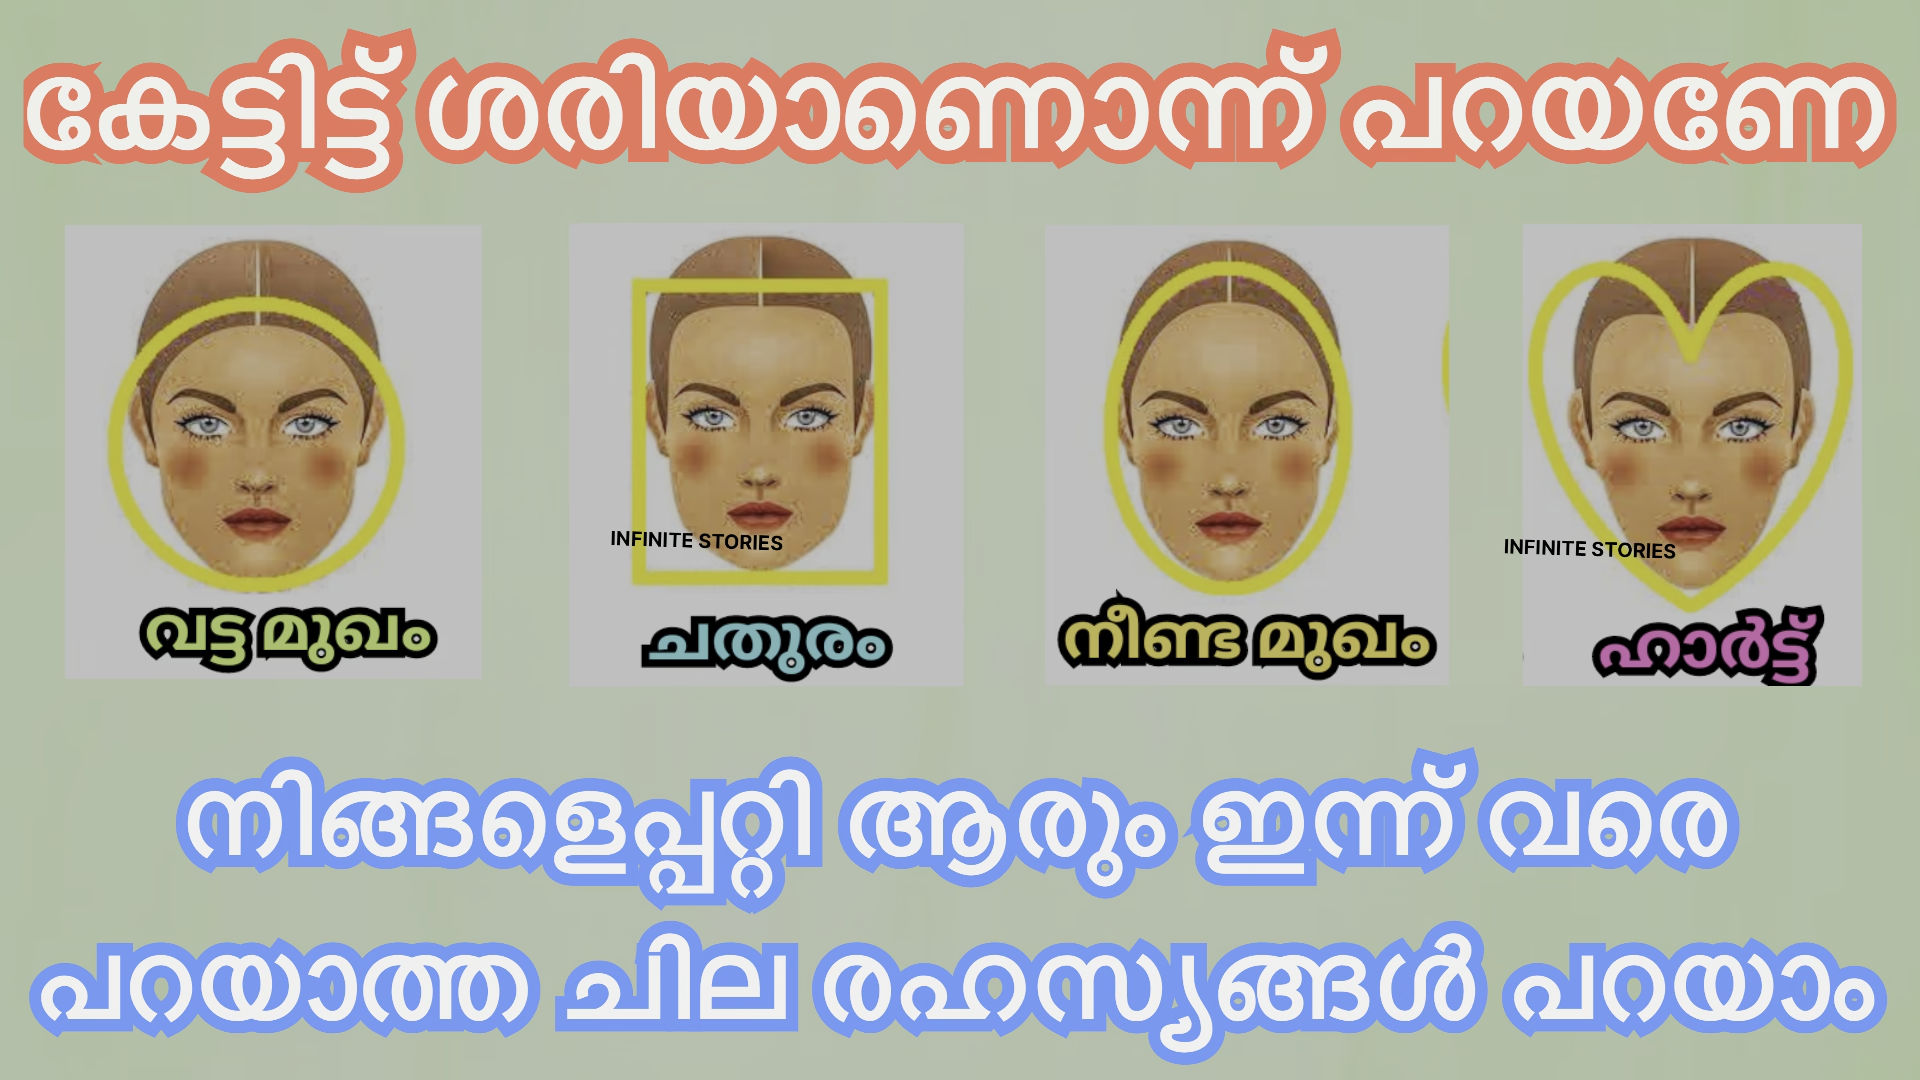 കേട്ടിട്ട് ശരിയാണൊന്ന് പറയണേ
INFINITE STORIES
INFINITE STORIES
വട്ട മുഖം
ചതുരം
നീണ്ട മുഖം
ഹാർട്ട്
നിങ്ങളെപ്പറ്റി ആരും ഇന്ന് വരെ
പറയാത്ത ചില രഹസ്യങ്ങൾ പറയാം